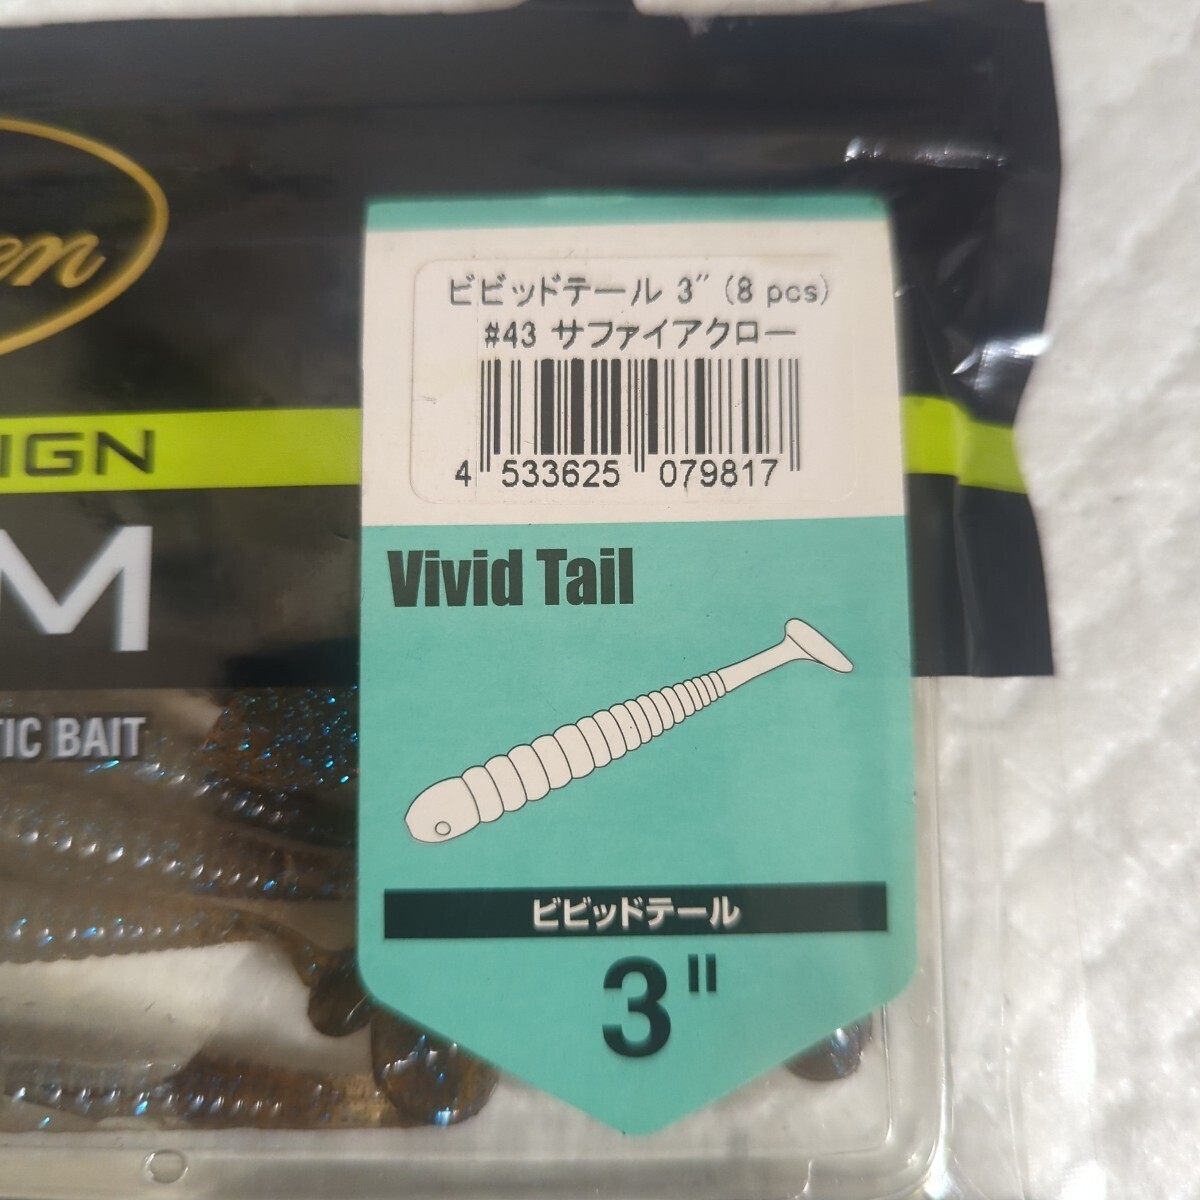 ビビッドテール 3" (8 pcs)
#43 サファイアクロー
4 533625 079817
en
IGN
M
TIC BAIT
Vivid Tail
ビビッドテール
3"